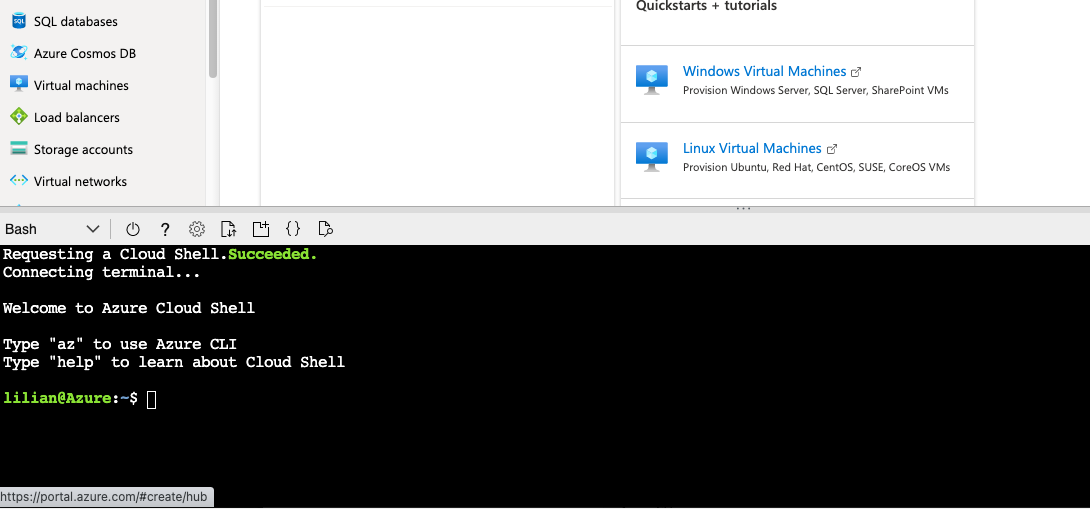 SQL databases
Azure Cosmos DB
Virtual machines
Load balancers
Storage accounts
Virtual networks
Quickstarts + tutorials
Windows Virtual Machines
Provision Windows Server, SQL Server, SharePoint VMs
Linux Virtual Machines
Provision Ubuntu, Red Hat, CentOS, SUSE, CoreOS VMs
Bash
Requesting a Cloud Shell.Succeeded.
Connecting terminal...
Welcome to Azure Cloud Shell
Type "az" to use Azure CLI
Type "help" to learn about Cloud Shell
lilian@Azure:~$
https://portal.azure.com/#create/hub